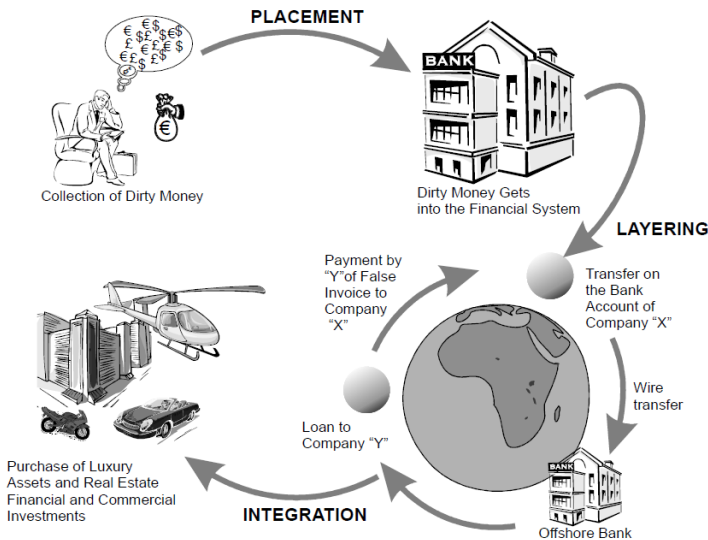 PLACEMENT
€ €$
€ $£ $€$
£ € £ € $
€ £ $ $€
€
BANK
Collection of Dirty Money
Dirty Money Gets
into the Financial System
LAYERING
Payment by
“Y”of False
Invoice to
Company
“X”
Transfer on
the Bank
Account of
Company “X”
Wire
transfer
Loan to
Company “Y”
BANK
Purchase of Luxury
Assets and Real Estate
Financial and Commercial
Investments
INTEGRATION
Offshore Bank